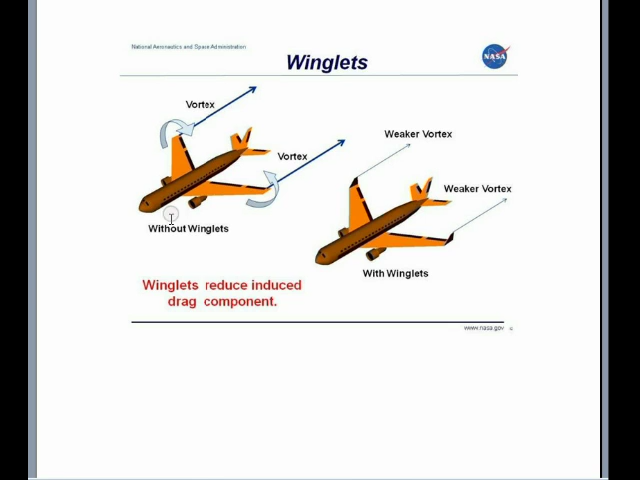 National Aeronautics and Space Administration
Winglets
NASA
Vortex
Vortex
Without Winglets
Weaker Vortex
Weaker Vortex
With Winglets
Winglets reduce induced
drag component.
www.nasa.gov